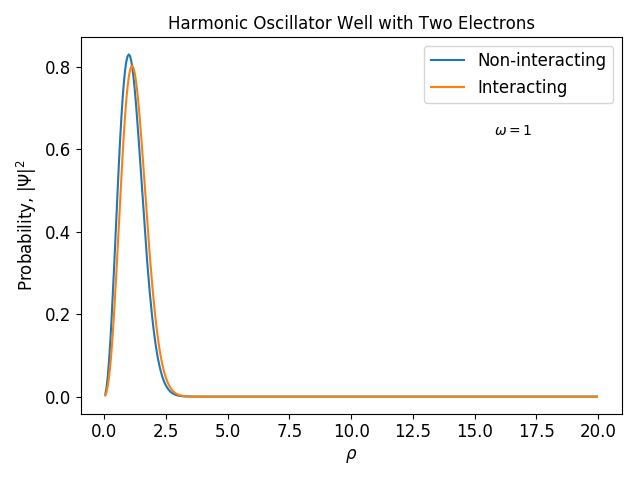 Harmonic Oscillator Well with Two Electrons
Non-interacting
Interacting
ω = 1
Probability, |Ψ|²
0.8
0.6
0.4
0.2
0.0
0.0 2.5 5.0 7.5 10.0 12.5 15.0 17.5 20.0
ρ